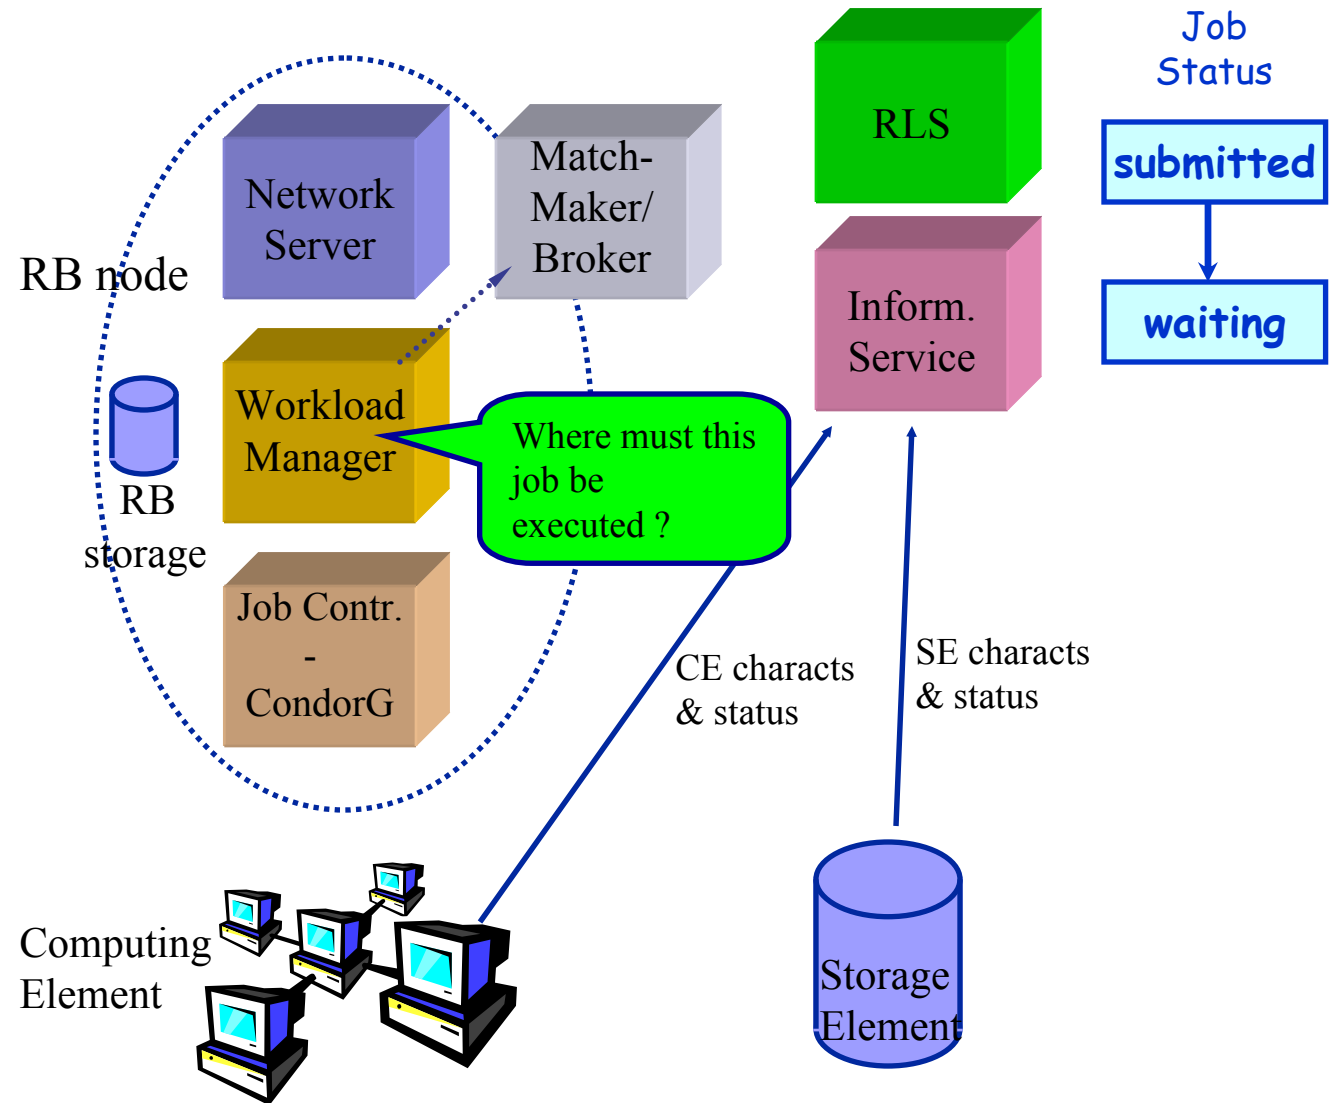 Job
Status
submitted
waiting
RLS
Inform.
Service
Match-
Maker/
Broker
Network
Server
RB node
Workload
Manager
Where must this
job be
executed ?
RB
storage
Job Contr.
-
CondorG
CE characts
& status
SE characts
& status
Computing
Element
Storage
Element